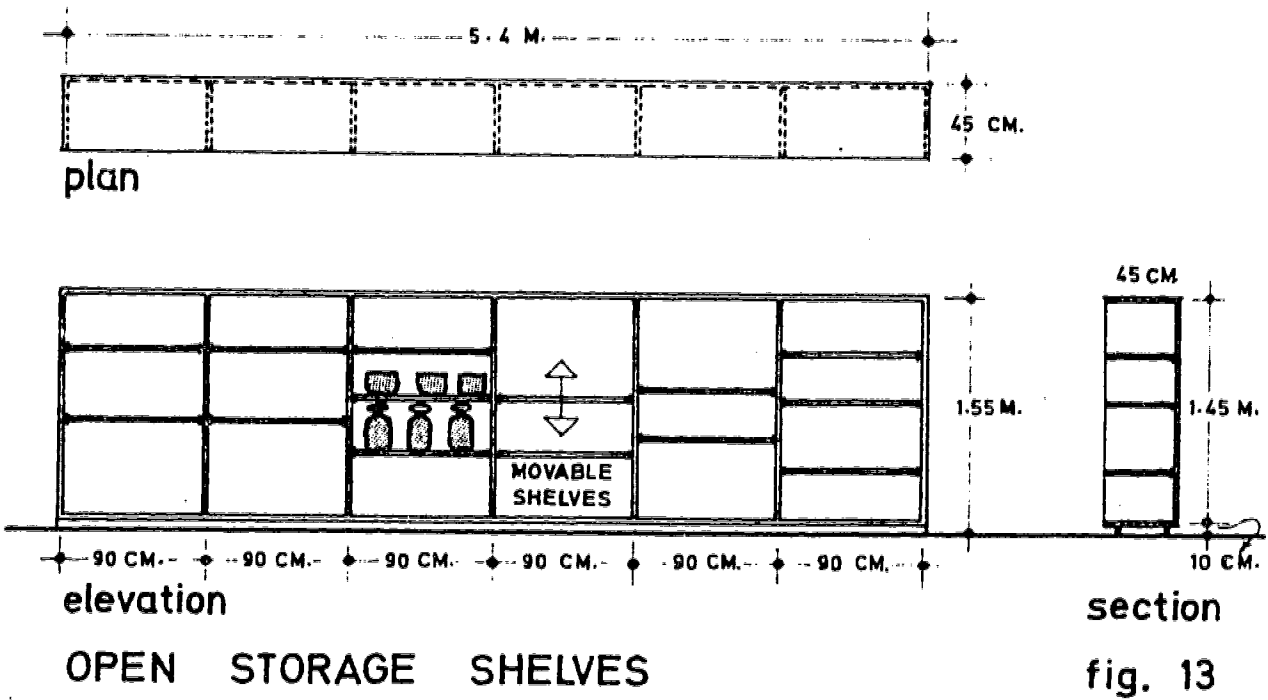 5.4 M.
45 CM.
plan
45 CM
1.55 M.
1.45 M.
MOVABLE
SHELVES
90 CM. 90 CM. 90 CM. 90 CM. 90 CM. 90 CM.
10 CM.
elevation
section
OPEN STORAGE SHELVES
fig. 13